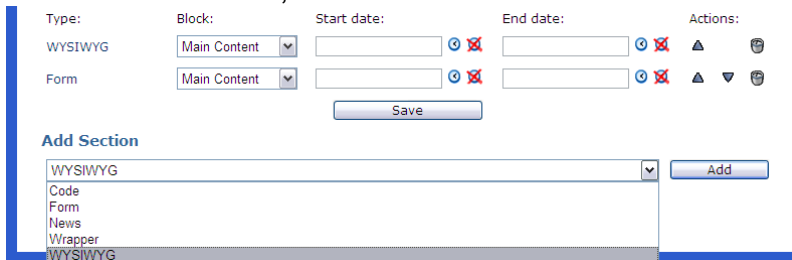 Type: Block: Start date: End date: Actions:
WYSIWYG Main Content
Form Main Content
Save
Add Section
WYSIWYG Add
Code
Form
News
Wrapper
WYSIWYG